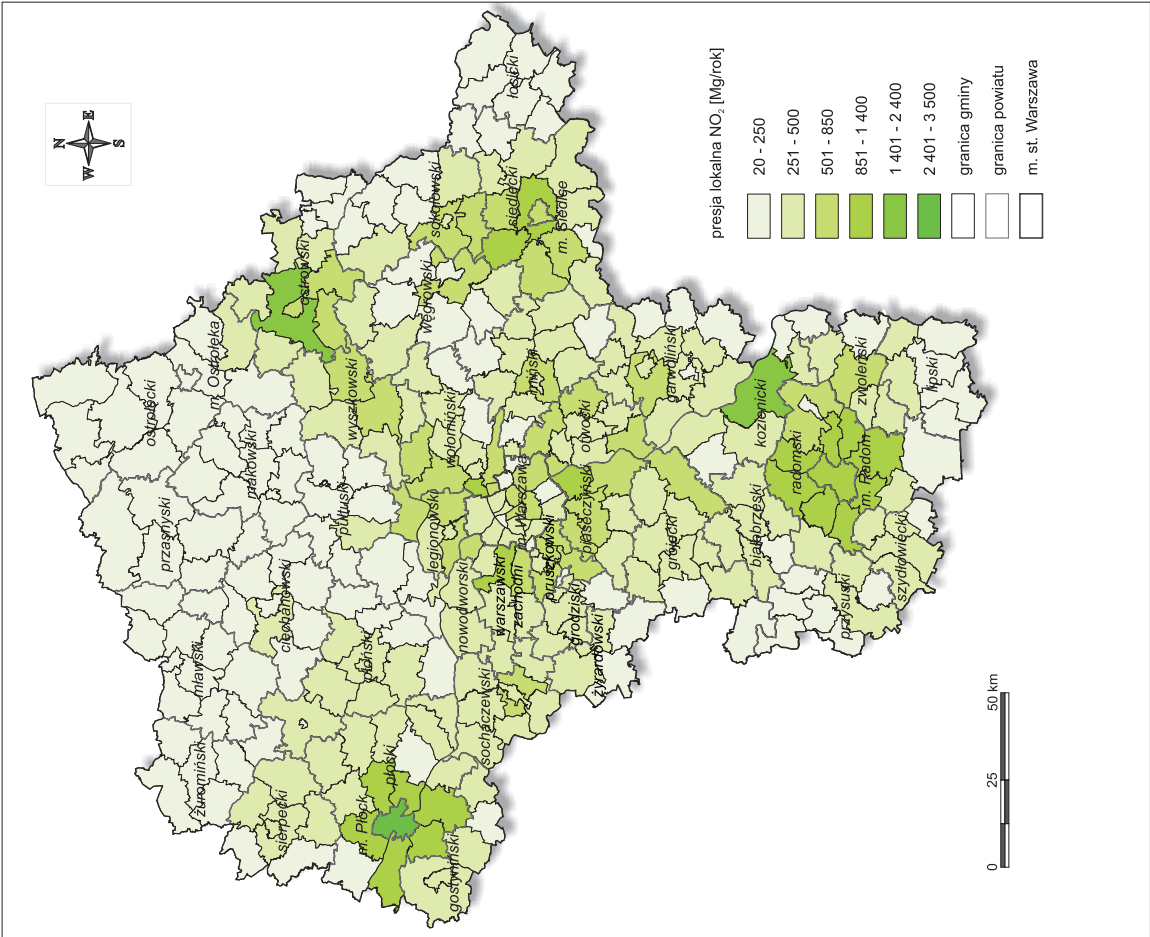 N
W
E
S
łosicki
ostrowski
sokołowski
siedlecki
m. Siedlce
węgrowski
m. Ostrołęka
ostrołęcki
wyszkowski
makowski
przasnyski
pułtuski
wołomiński
miński
garwoliński
otwocki
legionowski
m. Warszawa
piaseczyński
pruszkowski
warszawski
zachodni
nowodworski
grodziski
żyrardowski
ciechanowski
mławski
płoński
sochaczewski
żuromiński
sierpecki
płocki
m. Płock
gostyniński
grójecki
białobrzeski
kozienicki
radomski
m. Radom
zwoleński
lipski
przysuski
szydłowiecki
presja lokalna NO₂ [Mg/rok]
20 - 250
251 - 500
501 - 850
851 - 1 400
1 401 - 2 400
2 401 - 3 500
granica gminy
granica powiatu
m. st. Warszawa
0
25
50 km